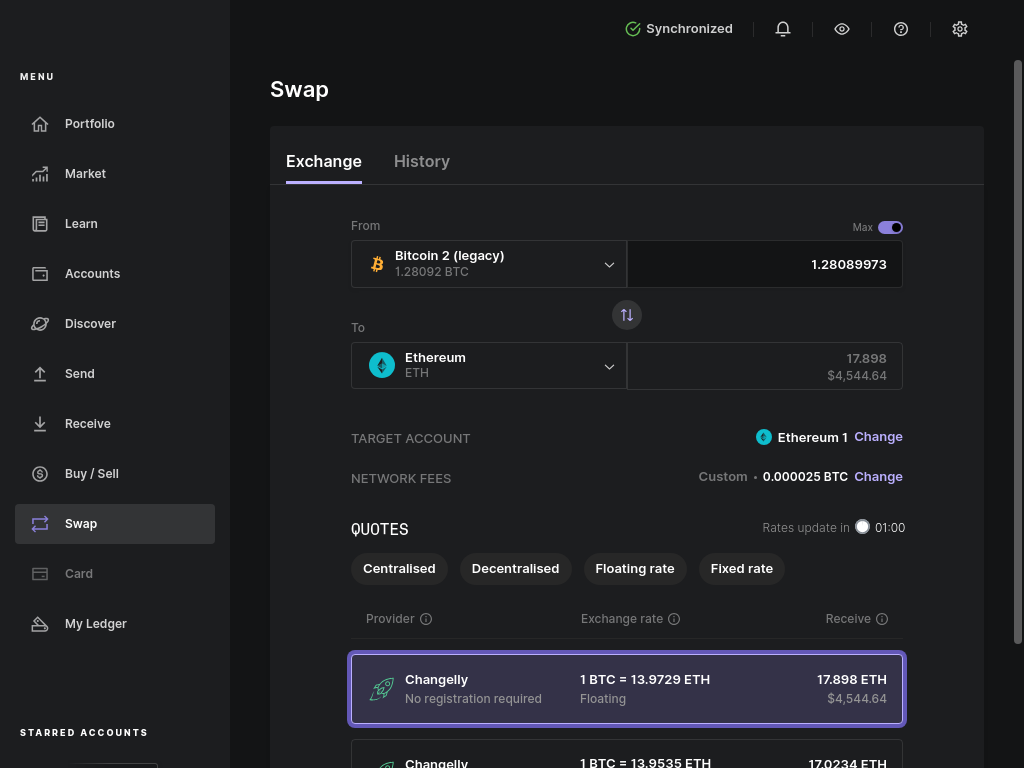 Synchronized
MENU
Portfolio
Market
Learn
Accounts
Discover
Send
Receive
Buy / Sell
Swap
Card
My Ledger
STARRED ACCOUNTS
Swap
Exchange
History
From
Max
Bitcoin 2 (legacy)
1.28092 BTC
1.28089973
To
Ethereum
ETH
17.898
$4,544.64
TARGET ACCOUNT
Ethereum 1 Change
NETWORK FEES
Custom • 0.000025 BTC Change
QUOTES
Rates update in 01:00
Centralised
Decentralised
Floating rate
Fixed rate
Provider
Exchange rate
Receive
Changelly
No registration required
1 BTC = 13.9729 ETH
Floating
17.898 ETH
$4,544.64
Changelly
1 BTC = 13.9535 ETH
17.0234 ETH